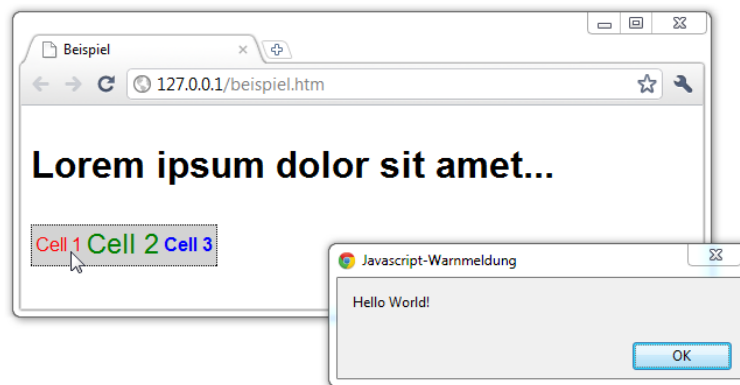 Beispiel
127.0.0.1/beispiel.htm
Lorem ipsum dolor sit amet...
Cell 1 Cell 2 Cell 3
Javascript-Warnmeldung
Hello World!
OK